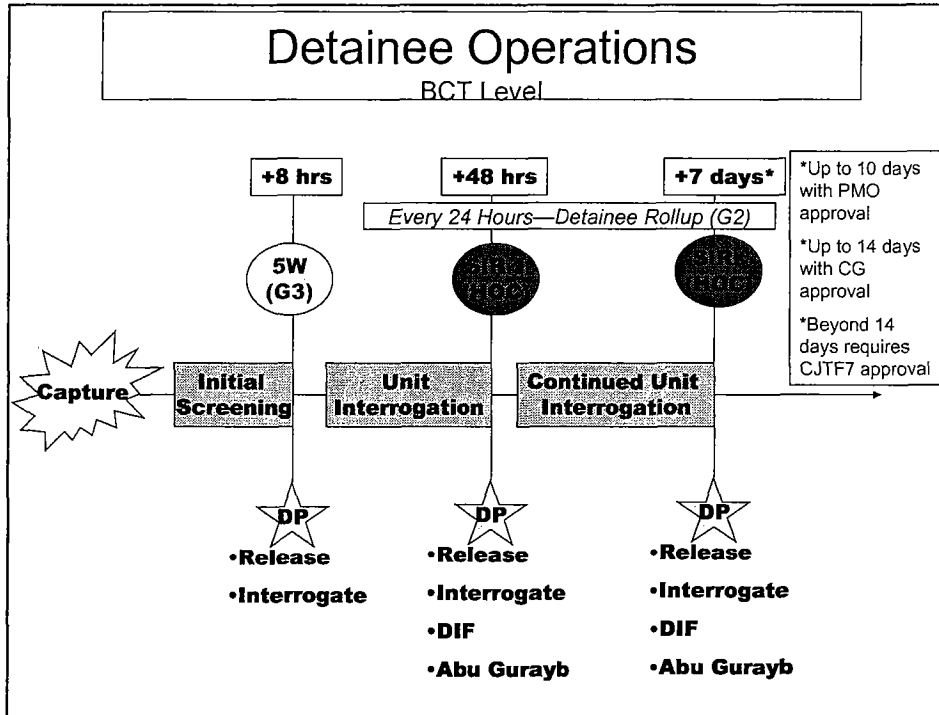 Detainee Operations
BCT Level
+8 hrs
+48 hrs
+7 days*
Every 24 Hours—Detainee Rollup (G2)
5W
(G3)
*Up to 10 days
with PMO
approval
*Up to 14 days
with CG
approval
*Beyond 14
days requires
CJTF7 approval
Capture
Initial
Screening
Unit
Interrogation
Continued Unit
Interrogation
DP
•Release
•Interrogate
DP
•Release
•Interrogate
•DIF
•Abu Gurayb
DP
•Release
•Interrogate
•DIF
•Abu Gurayb